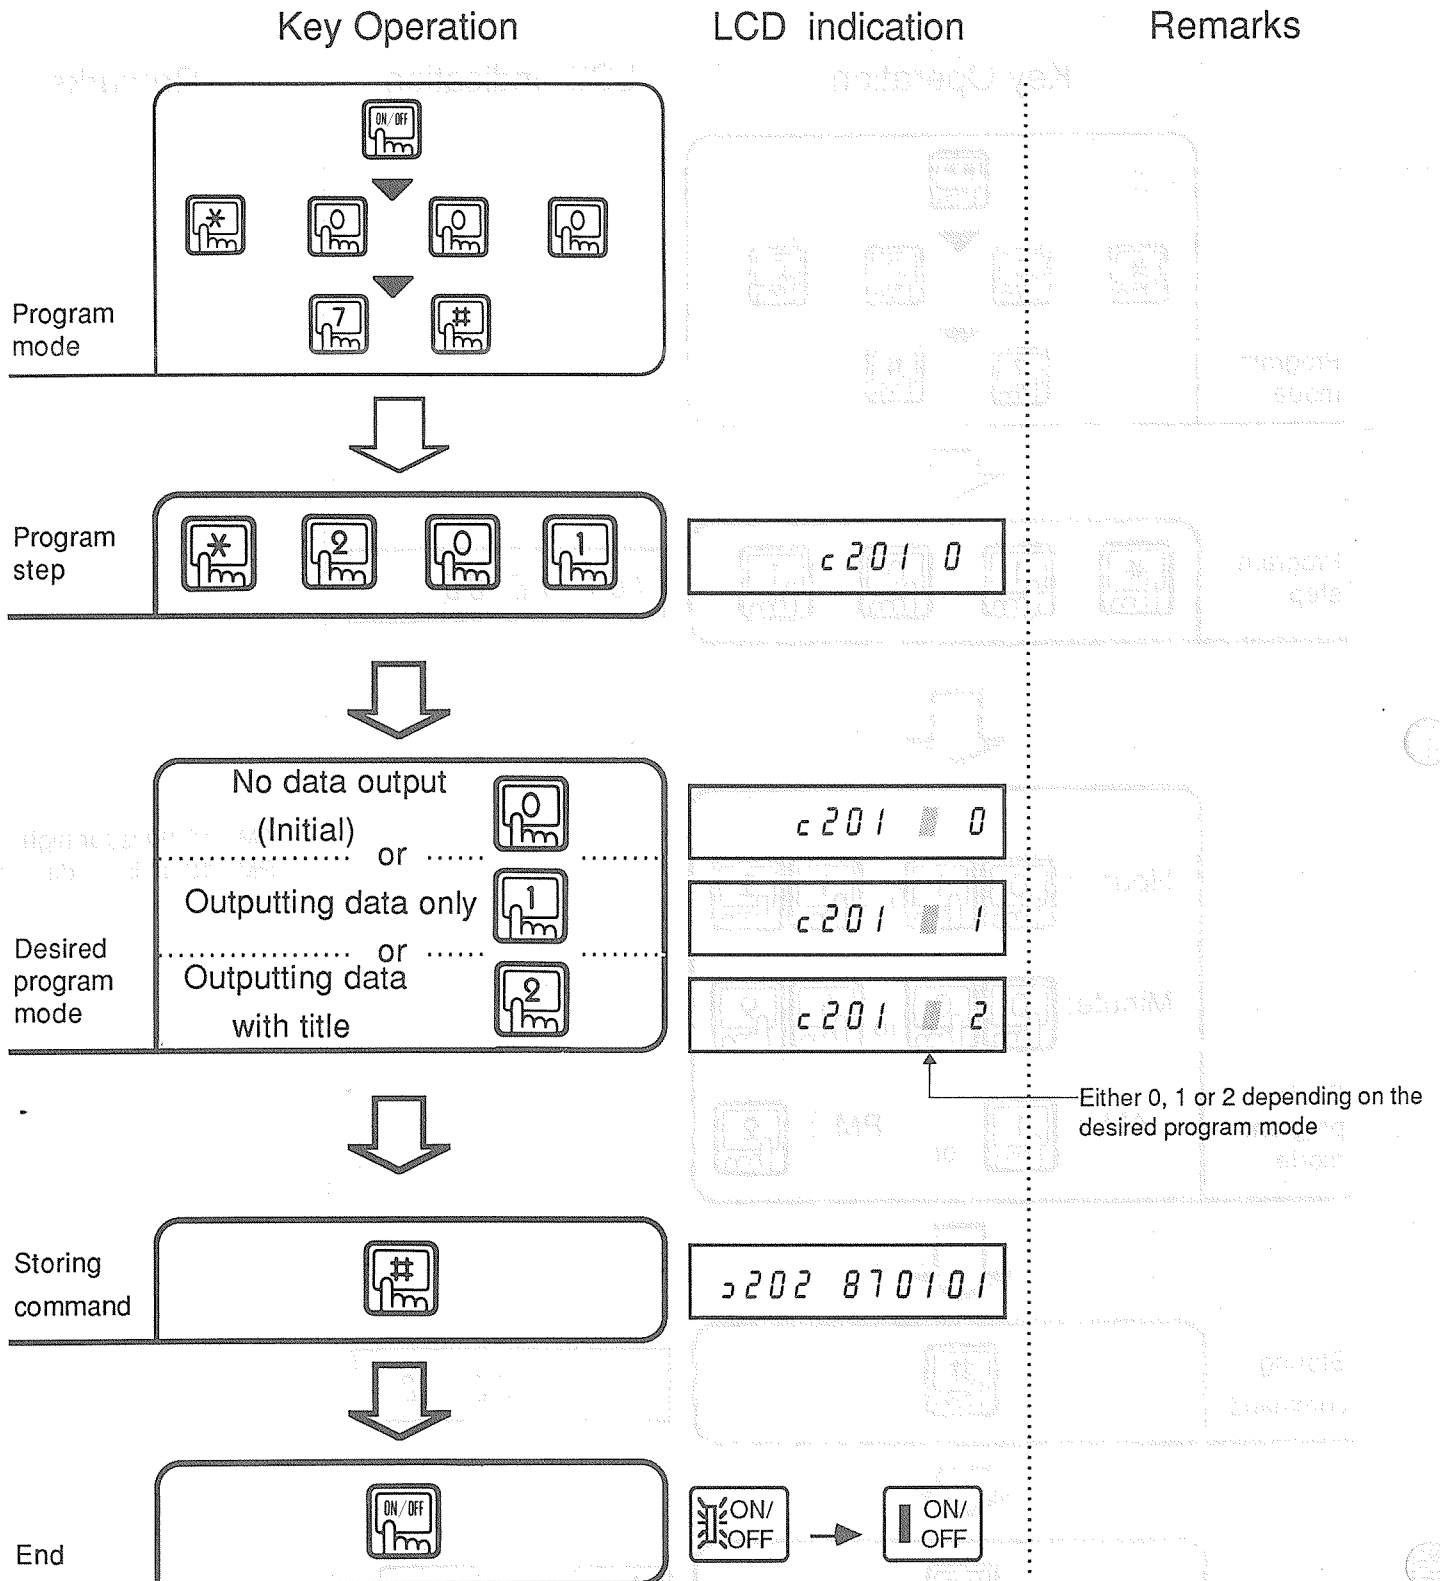 Key Operation LCD indication Remarks
ON/OFF
* 0 0 0
7 #
Program
mode
Program
step
* 2 0 1
c201 0
No data output
(Initial)
0
c201 0
or
Outputting data only
1
c201 1
or
Outputting data
with title
2
c201 2
Desired
program
mode
Either 0, 1 or 2 depending on the
desired program mode
Storing
command
#
ɔ202 870101
End
ON/OFF
ON/
OFF
ON/
OFF